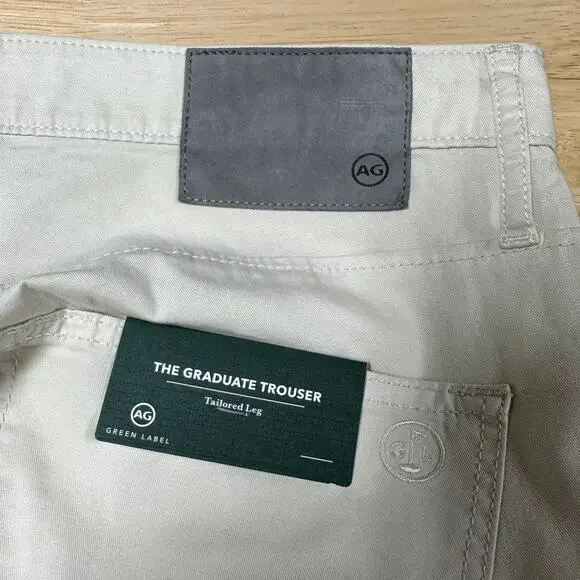 AG
THE GRADUATE TROUSER
Tailored Leg
AG
GREEN LABEL
G L